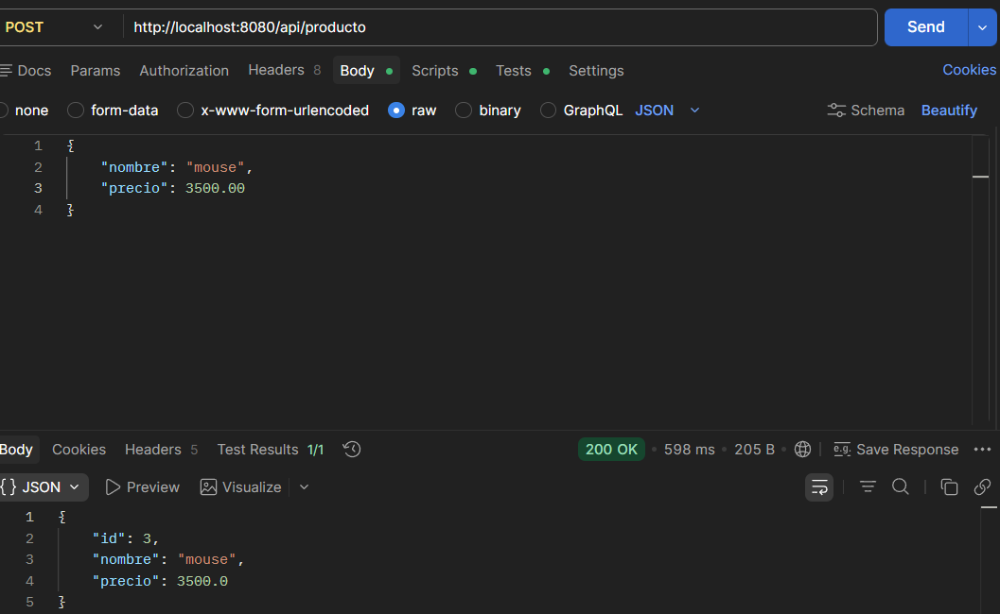 POST http://localhost:8080/api/producto Send
Docs Params Authorization Headers 8 Body Scripts Tests Settings Cookies
none form-data x-www-form-urlencoded raw binary GraphQL JSON Schema Beautify
1 {
2 "nombre": "mouse",
3 "precio": 3500.00
4 }
Body Cookies Headers 5 Test Results 1/1 200 OK • 598 ms • 205 B • e.g. Save Response
{} JSON Preview Visualize
1 {
2 "id": 3,
3 "nombre": "mouse",
4 "precio": 3500.0
5 }